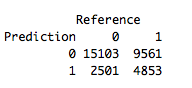 Reference
Prediction 0 1
0 15103 9561
1 2501 4853